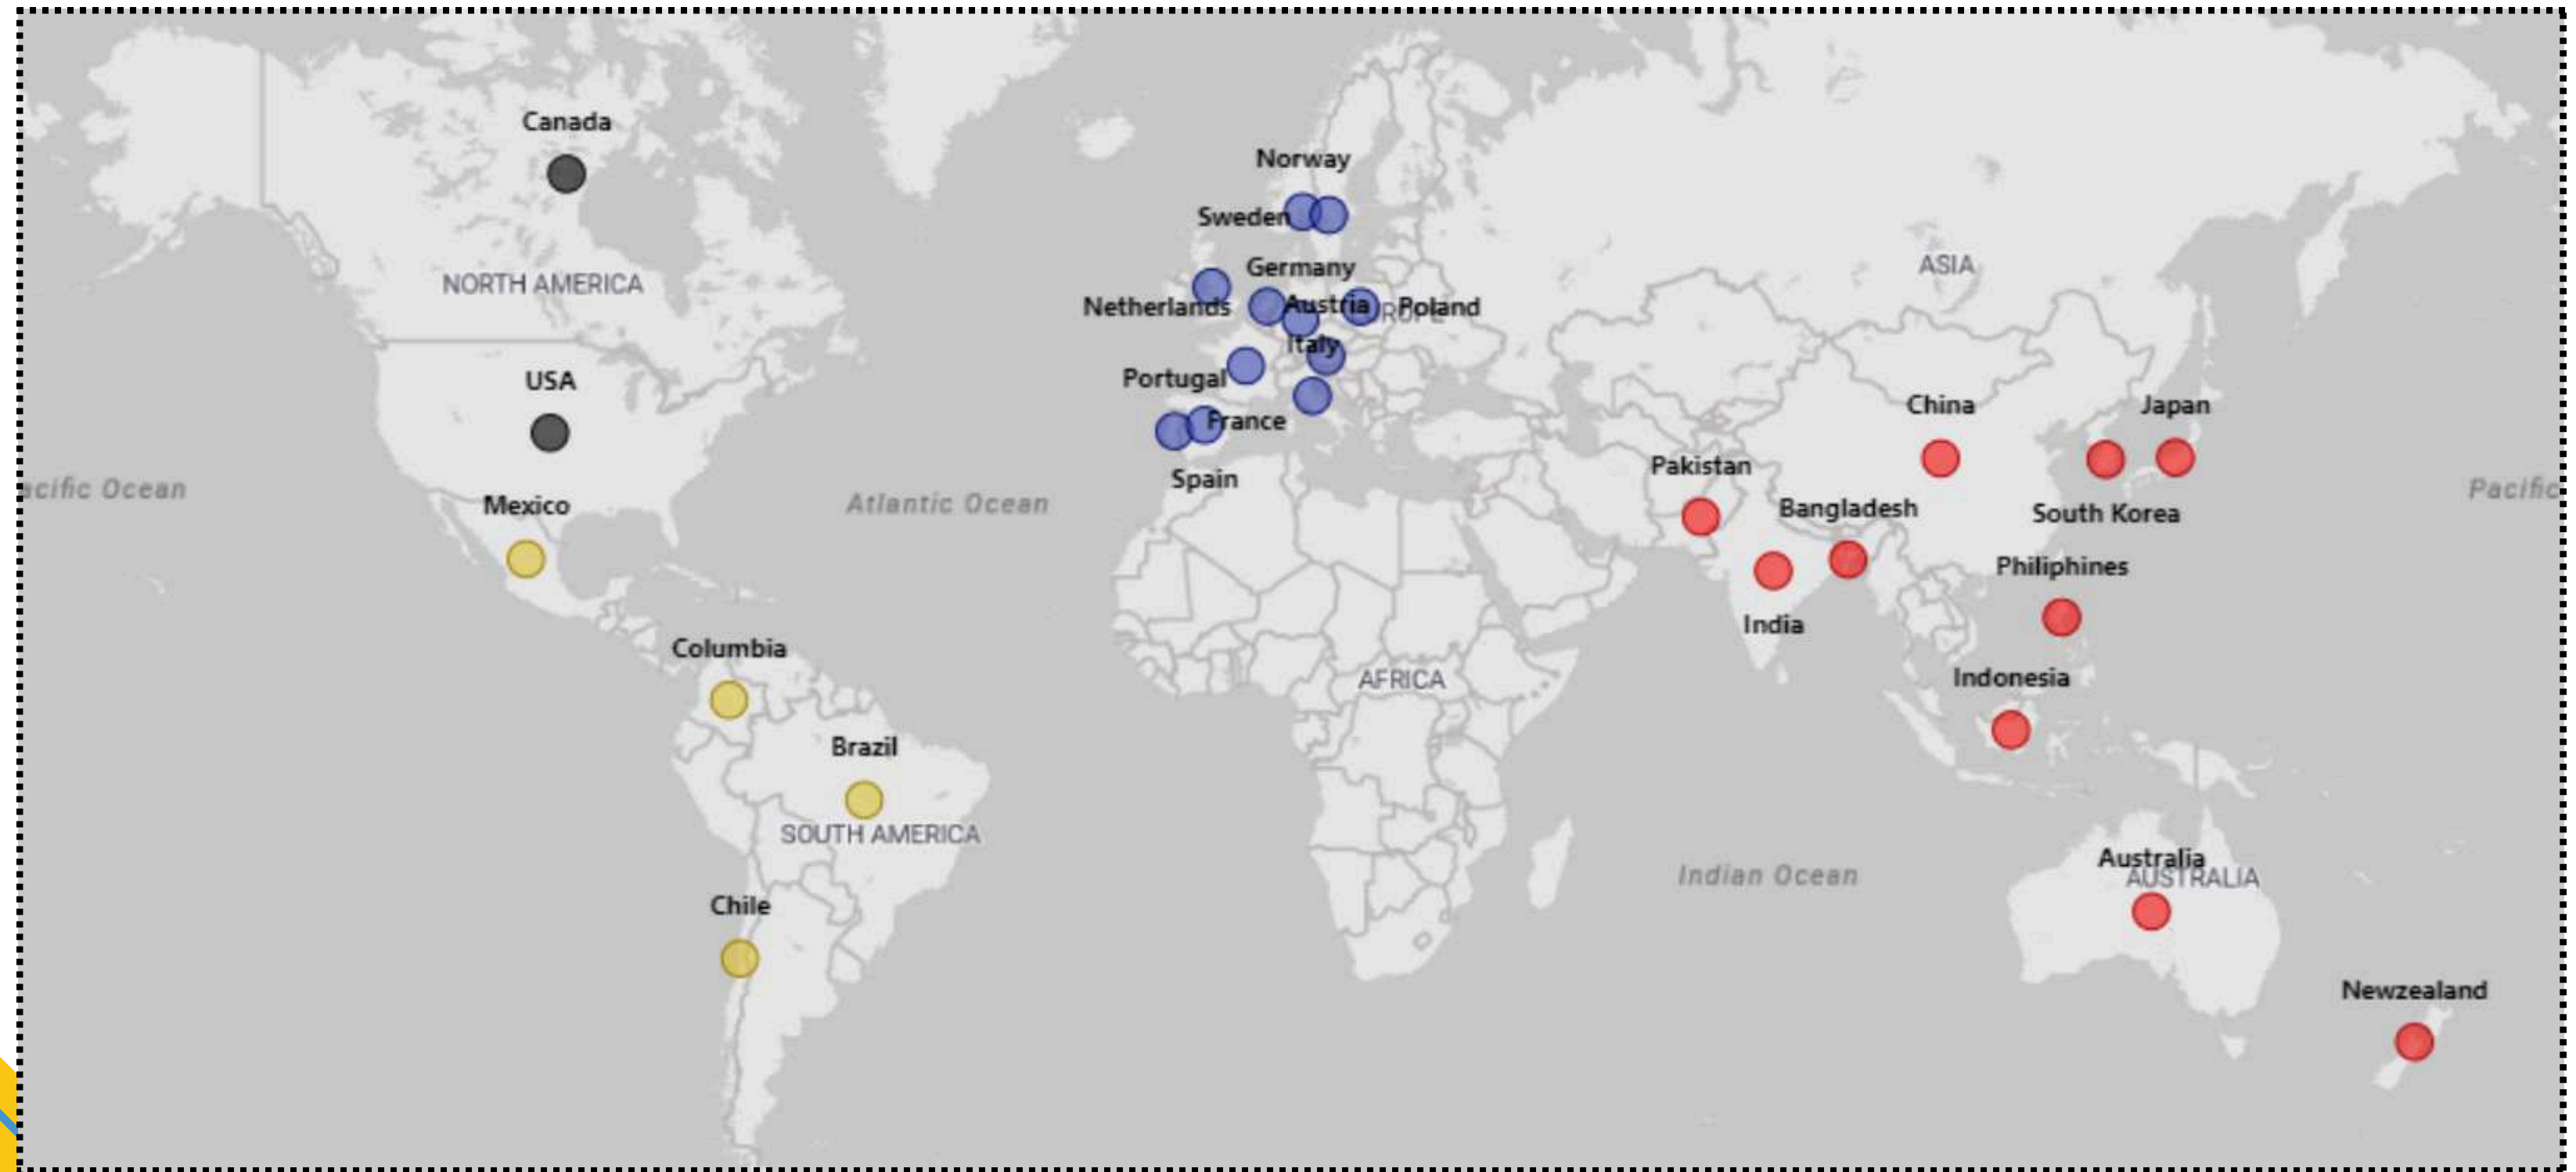 Canada
Norway
Sweden
NORTH AMERICA
Germany
ASIA
Netherlands
Austria
Poland
Italy
USA
Portugal
France
China
Japan
Pakistan
Spain
acific Ocean
Atlantic Ocean
Pacific
Mexico
Bangladesh
South Korea
Philiphines
India
Columbia
AFRICA
Indonesia
Brazil
SOUTH AMERICA
Australia
AUSTRALIA
Indian Ocean
Chile
Newzealand